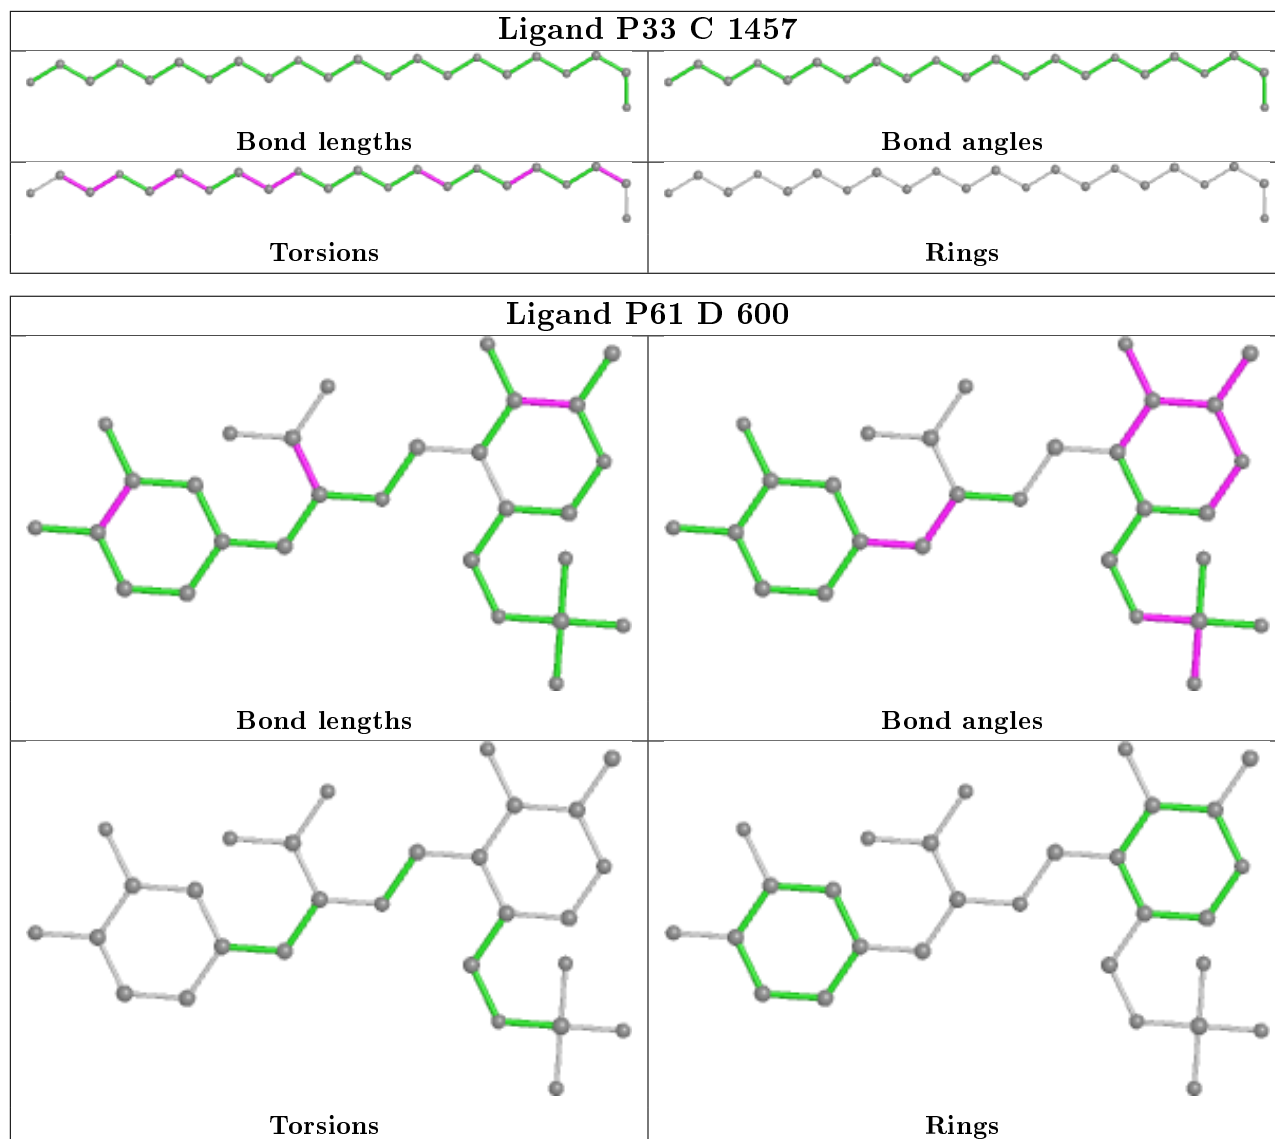 Ligand P33 C 1457
Bond lengths
Bond angles
Torsions
Rings
Ligand P61 D 600
Bond lengths
Bond angles
Torsions
Rings